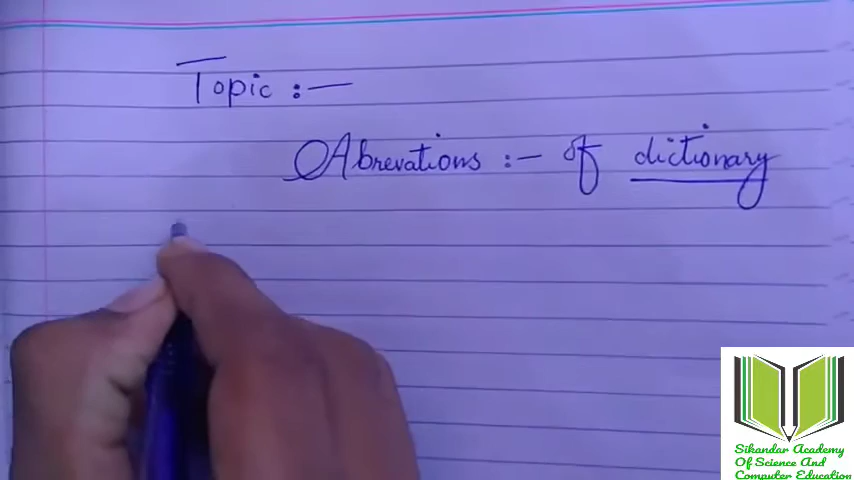 Topic :—
Abrevations :— of dictionary
Sikandar Academy
Of Science And
Computer Education